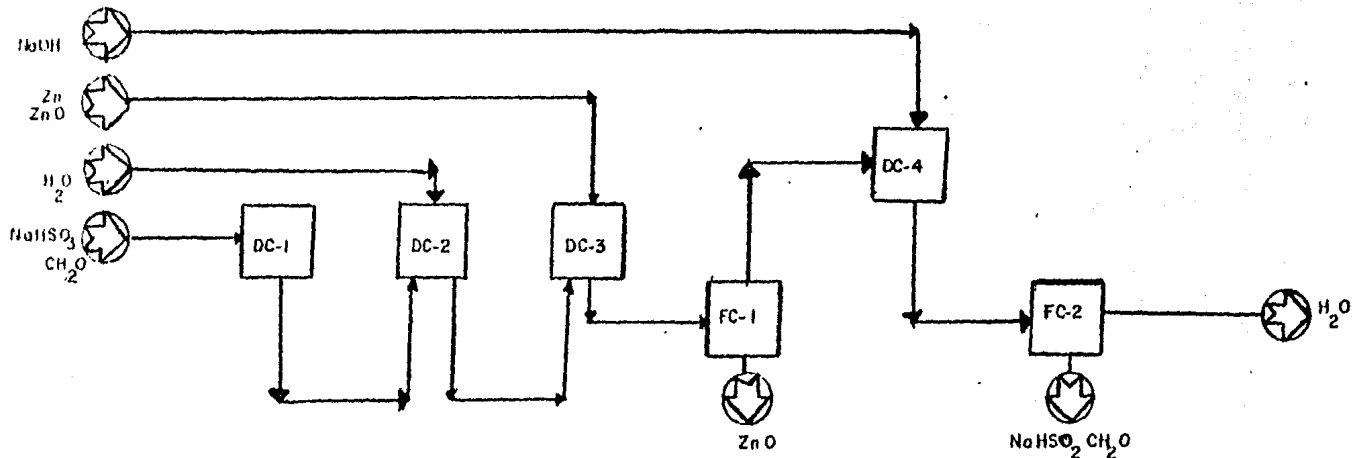 NaOH
Zn
ZnO
H2O
NaHSO3
CH2O
DC-1
DC-2
DC-3
DC-4
FC-1
FC-2
H2O
ZnO
NaHSO2 CH2O